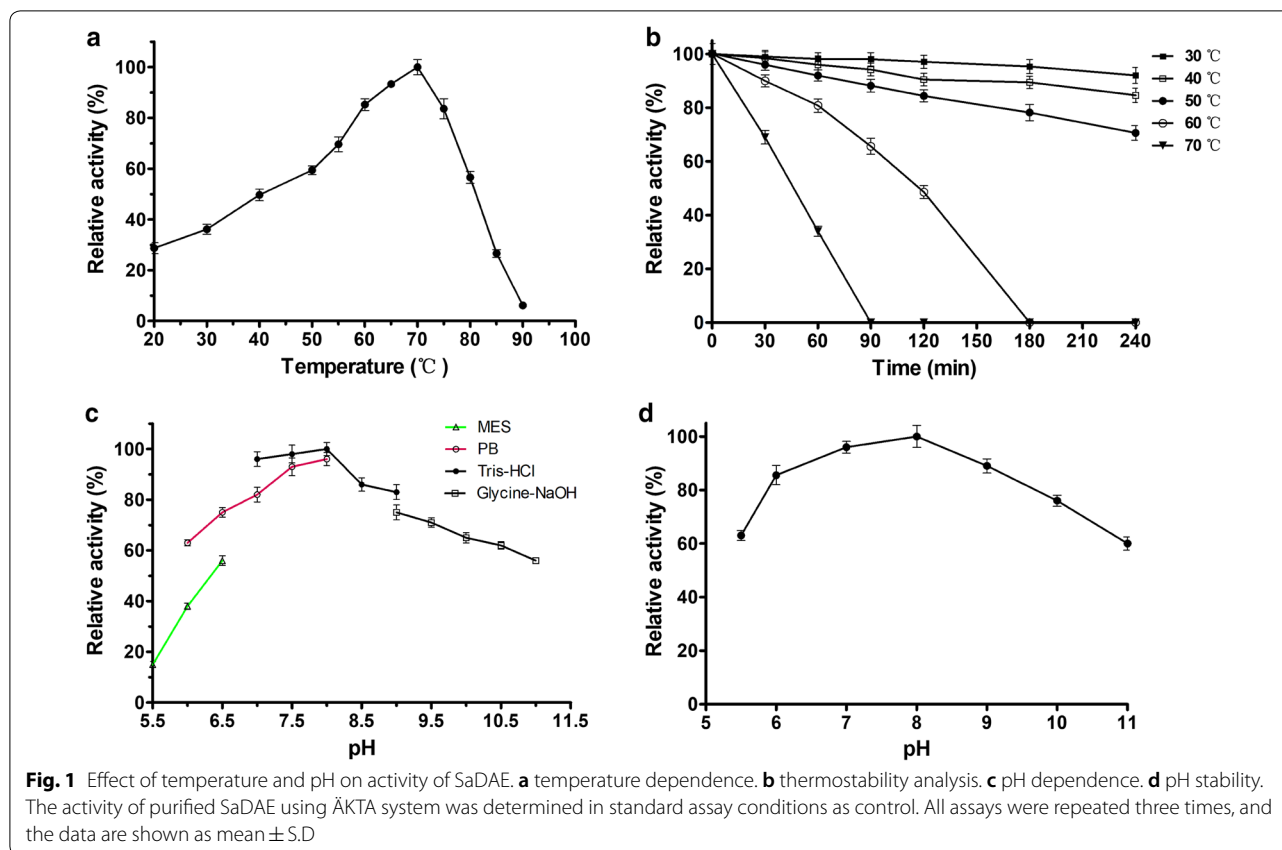 a
100
80
60
40
20
0
Relative activity (%)
20 30 40 50 60 70 80 90 100
Temperature (℃)
b
100
80
60
40
20
0
Relative activity (%)
0 30 60 90 120 150 180 210 240
Time (min)
30 ℃
40 ℃
50 ℃
60 ℃
70 ℃
c
100
80
60
40
20
0
Relative activity (%)
5.5 6.5 7.5 8.5 9.5 10.5 11.5
pH
MES
PB
Tris-HCl
Glycine-NaOH
d
100
80
60
40
20
0
Relative activity (%)
5 6 7 8 9 10 11
pH
Fig. 1 Effect of temperature and pH on activity of SaDAE. a temperature dependence. b thermostability analysis. c pH dependence. d pH stability.
The activity of purified SaDAE using ÄKTA system was determined in standard assay conditions as control. All assays were repeated three times, and
the data are shown as mean ± S.D